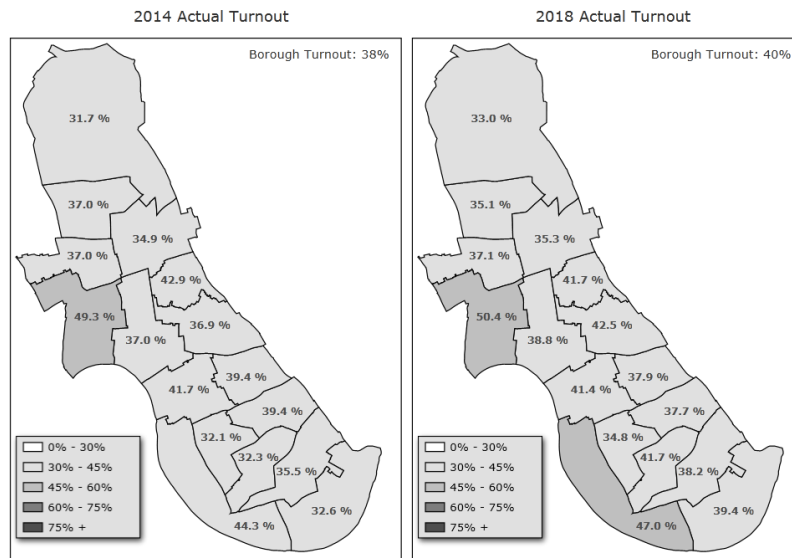 2014 Actual Turnout
Borough Turnout: 38%
31.7 %
37.0 %
34.9 %
37.0 %
42.9 %
49.3 %
36.9 %
37.0 %
39.4 %
41.7 %
39.4 %
32.1 %
32.3 %
35.5 %
32.6 %
44.3 %
0% - 30%
30% - 45%
45% - 60%
60% - 75%
75% +
2018 Actual Turnout
Borough Turnout: 40%
33.0 %
35.1 %
35.3 %
37.1 %
41.7 %
50.4 %
42.5 %
38.8 %
37.9 %
41.4 %
37.7 %
34.8 %
41.7 %
38.2 %
39.4 %
47.0 %
0% - 30%
30% - 45%
45% - 60%
60% - 75%
75% +